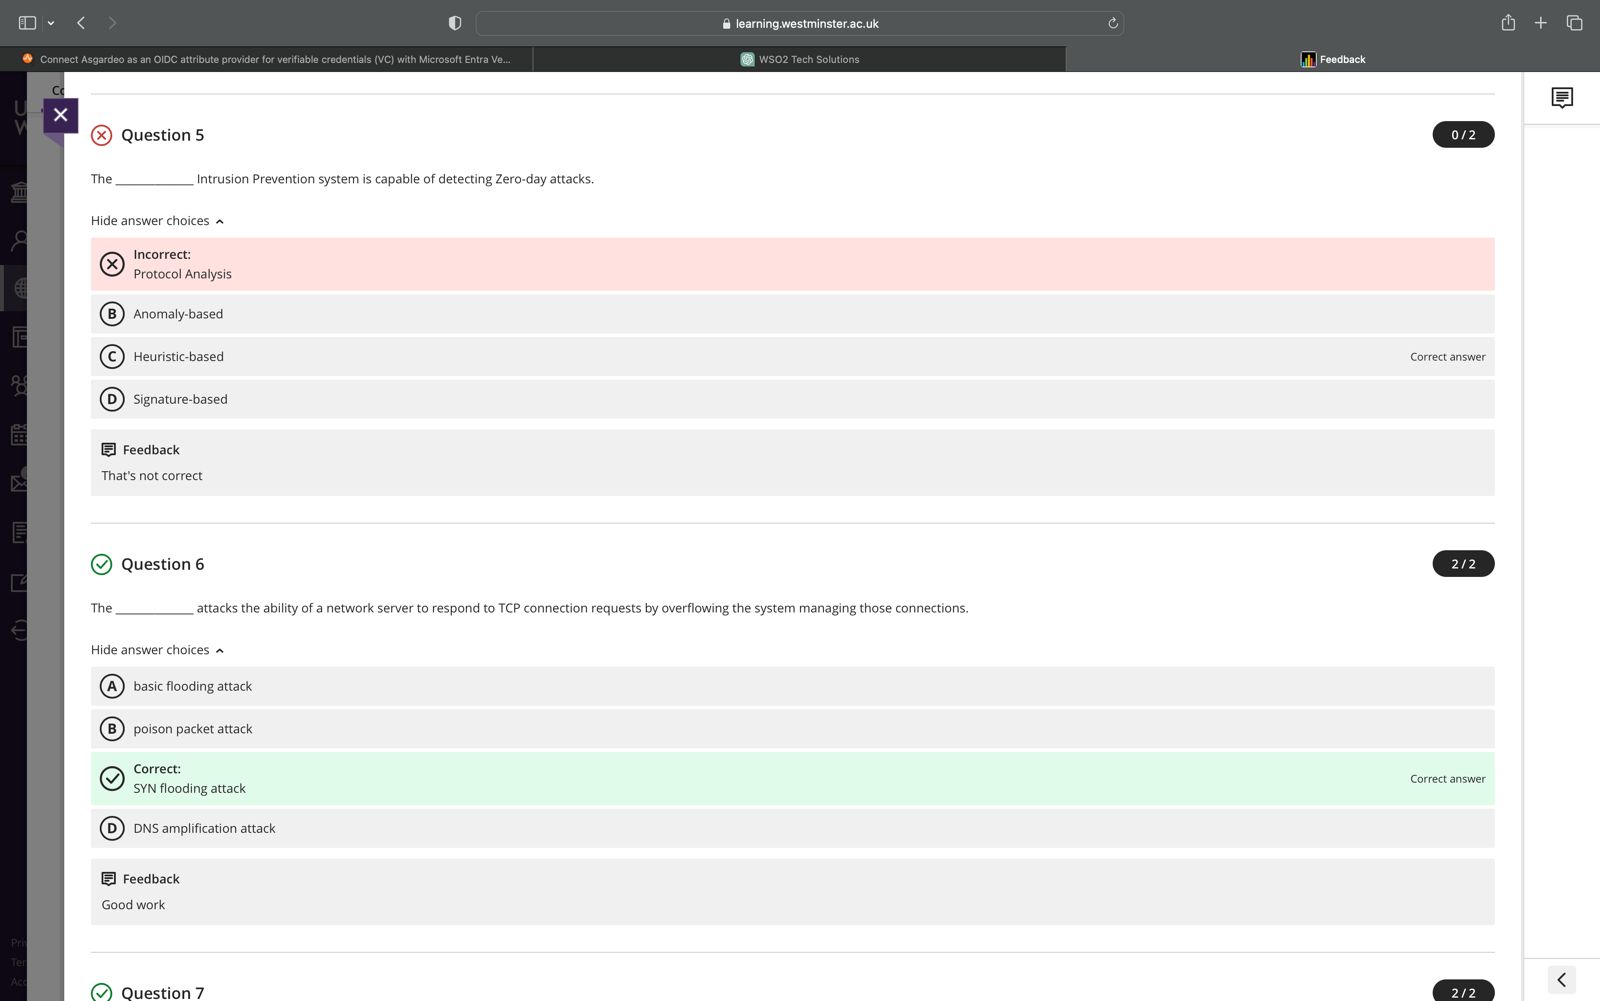 learning.westminster.ac.uk
Connect Asgardeo as an OIDC attribute provider for verifiable credentials (VC) with Microsoft Entra Ve...
WSO2 Tech Solutions
Feedback
Question 5
0 / 2
The _____________ Intrusion Prevention system is capable of detecting Zero-day attacks.
Hide answer choices
Incorrect:
Protocol Analysis
B Anomaly-based
C Heuristic-based
Correct answer
D Signature-based
Feedback
That's not correct
Question 6
2 / 2
The _____________ attacks the ability of a network server to respond to TCP connection requests by overflowing the system managing those connections.
Hide answer choices
A basic flooding attack
B poison packet attack
Correct:
SYN flooding attack
Correct answer
D DNS amplification attack
Feedback
Good work
Question 7
2 / 2